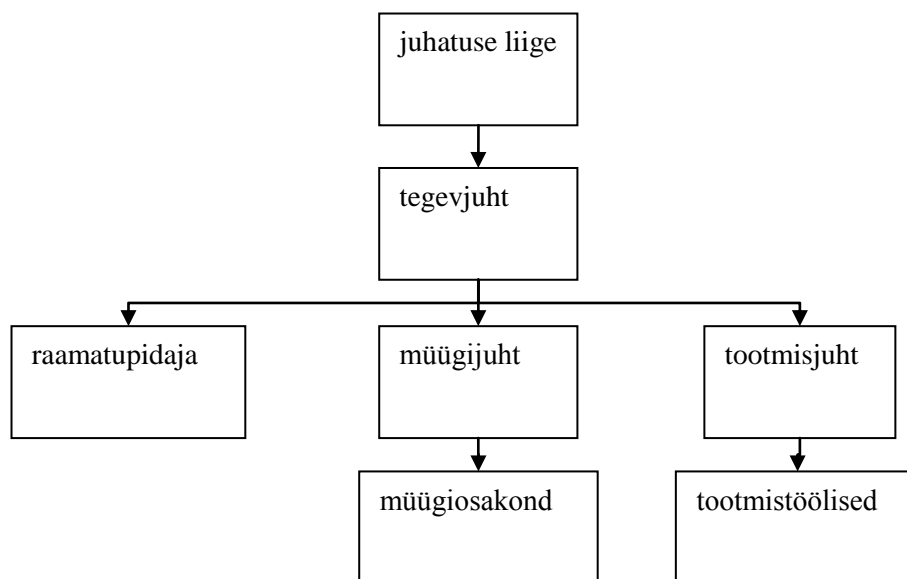 juhatuse liige
tegevjuht
raamatupidaja
müügijuht
tootmisjuht
müügiosakond
tootmistöölised